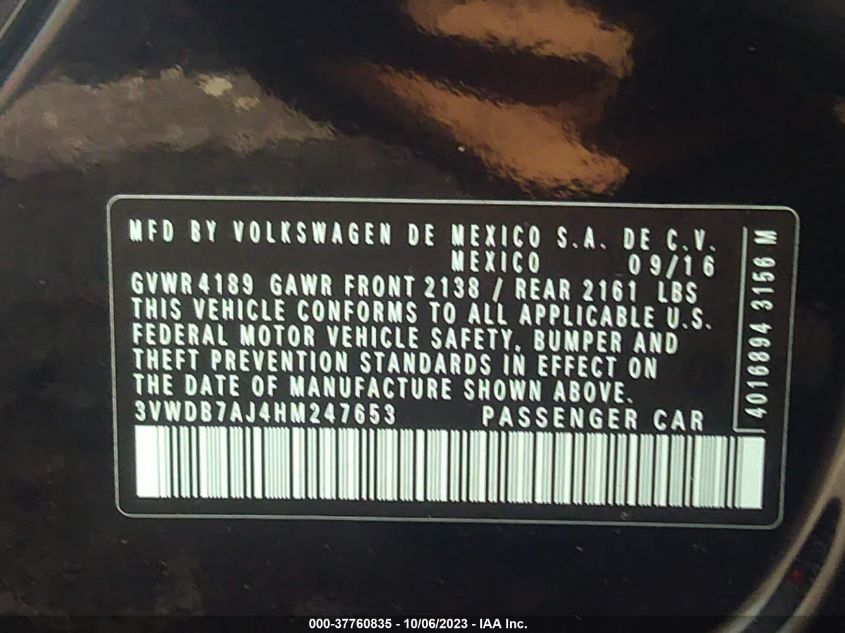 MFD BY VOLKSWAGEN DE MEXICO S.A. DE C.V.
MEXICO 09/16
GVWR 4189 GAWR FRONT 2138 / REAR 2161 LBS
THIS VEHICLE CONFORMS TO ALL APPLICABLE U.S.
FEDERAL MOTOR VEHICLE SAFETY, BUMPER AND
THEFT PREVENTION STANDARDS IN EFFECT ON
THE DATE OF MANUFACTURE SHOWN ABOVE.
3VWDB7AJ4HM247653 PASSENGER CAR
4016894 3156 M
000-37760835 - 10/06/2023 - IAA Inc.